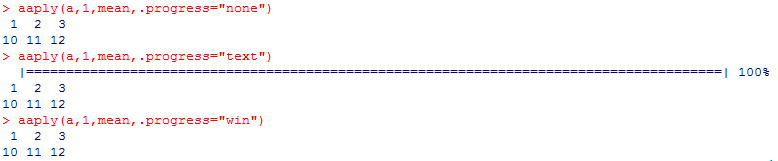 > aaply(a,1,mean,.progress="none")
 1  2  3
10 11 12
> aaply(a,1,mean,.progress="text")
  |======================================================================================| 100%
 1  2  3
10 11 12
> aaply(a,1,mean,.progress="win")
 1  2  3
10 11 12